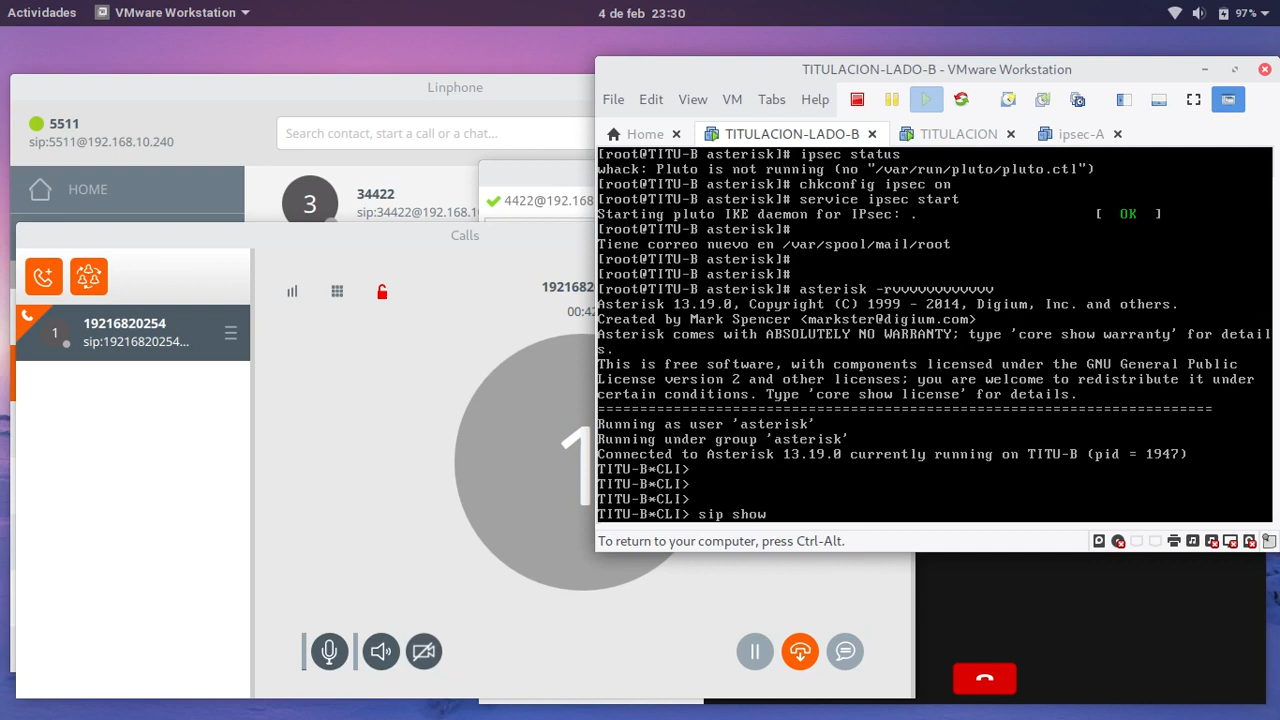 Actividades
VMware Workstation
4 de feb 23:30
97%
Linphone
5511
sip:5511@192.168.10.240
Search contact, start a call or a chat...
HOME
3
34422
sip:34422@192.168.1
4422@192.168.
Calls
1
19216820254
sip:19216820254...
1921682
00:42
1
TITULACION-LADO-B - VMware Workstation
File Edit View VM Tabs Help
Home
TITULACION-LADO-B
TITULACION
ipsec-A
[root@TITU-B asterisk]# ipsec status
whack: Pluto is not running (no "/var/run/pluto/pluto.ctl")
[root@TITU-B asterisk]# chkconfig ipsec on
[root@TITU-B asterisk]# service ipsec start
Starting pluto IKE daemon for IPsec: . [ OK ]
[root@TITU-B asterisk]#
Tiene correo nuevo en /var/spool/mail/root
[root@TITU-B asterisk]#
[root@TITU-B asterisk]#
[root@TITU-B asterisk]# asterisk -rvvvvvvvvvvvv
Asterisk 13.19.0, Copyright (C) 1999 - 2014, Digium, Inc. and others.
Created by Mark Spencer <markster@digium.com>
Asterisk comes with ABSOLUTELY NO WARRANTY; type 'core show warranty' for detail
s.
This is free software, with components licensed under the GNU General Public
License version 2 and other licenses; you are welcome to redistribute it under
certain conditions. Type 'core show license' for details.
=========================================================================
Running as user 'asterisk'
Running under group 'asterisk'
Connected to Asterisk 13.19.0 currently running on TITU-B (pid = 1947)
TITU-B*CLI>
TITU-B*CLI>
TITU-B*CLI>
TITU-B*CLI> sip show
To return to your computer, press Ctrl-Alt.